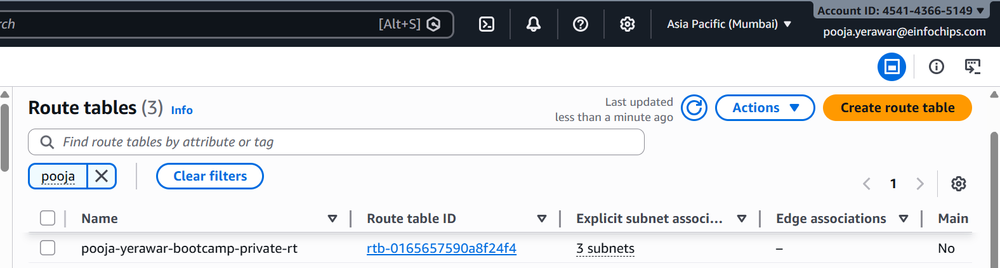 rch [Alt+S] Asia Pacific (Mumbai) Account ID: 4541-4366-5149
pooja.yerawar@einfochips.com
Route tables (3) Info
Last updated
less than a minute ago
Actions
Create route table
Find route tables by attribute or tag
pooja
Clear filters
1
Name Route table ID Explicit subnet associ... Edge associations Main
pooja-yerawar-bootcamp-private-rt rtb-0165657590a8f24f4 3 subnets – No